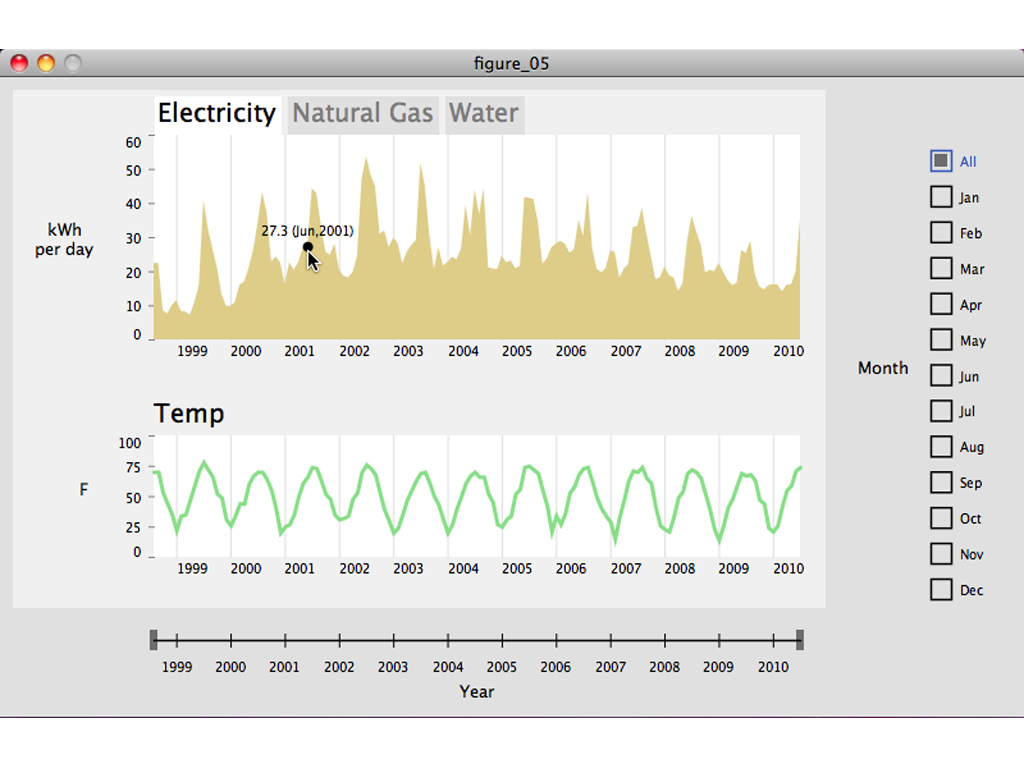 figure_05
Electricity Natural Gas Water
60
50
40
30
20
10
0
kWh
per day
27.3 (Jun,2001)
1999 2000 2001 2002 2003 2004 2005 2006 2007 2008 2009 2010
Temp
100
75
50
25
0
F
1999 2000 2001 2002 2003 2004 2005 2006 2007 2008 2009 2010
1999 2000 2001 2002 2003 2004 2005 2006 2007 2008 2009 2010
Year
Month
All
Jan
Feb
Mar
Apr
May
Jun
Jul
Aug
Sep
Oct
Nov
Dec